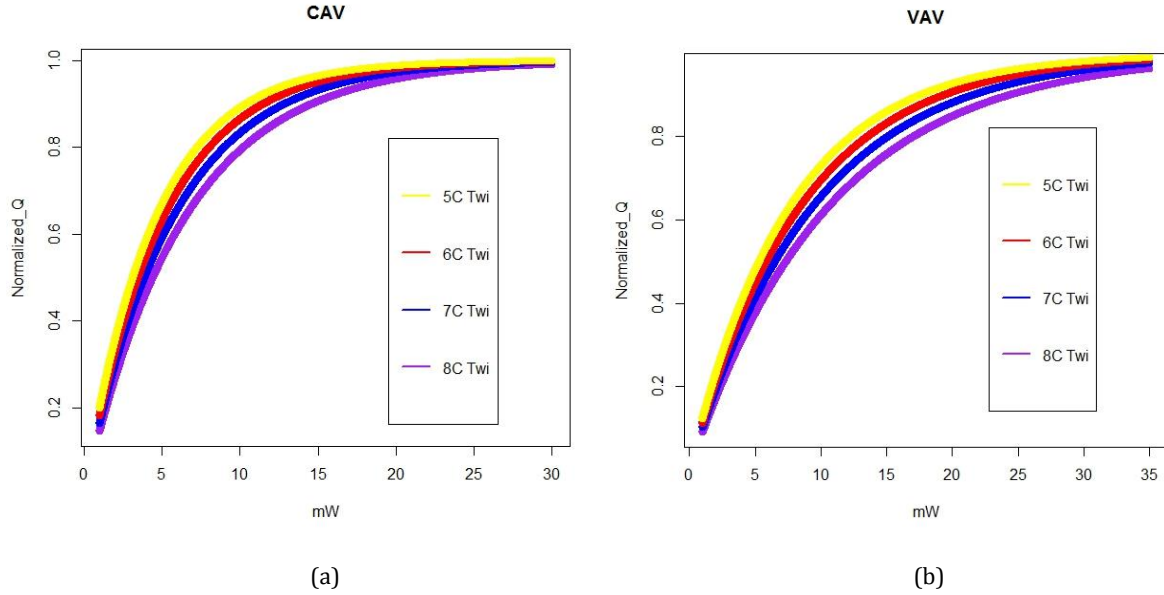 CAV
Normalized_Q
1.0
0.8
0.6
0.4
0.2
5C Twi
6C Twi
7C Twi
8C Twi
0 5 10 15 20 25 30
mW
(a)
VAV
Normalized_Q
0.8
0.6
0.4
0.2
5C Twi
6C Twi
7C Twi
8C Twi
0 5 10 15 20 25 30 35
mW
(b)